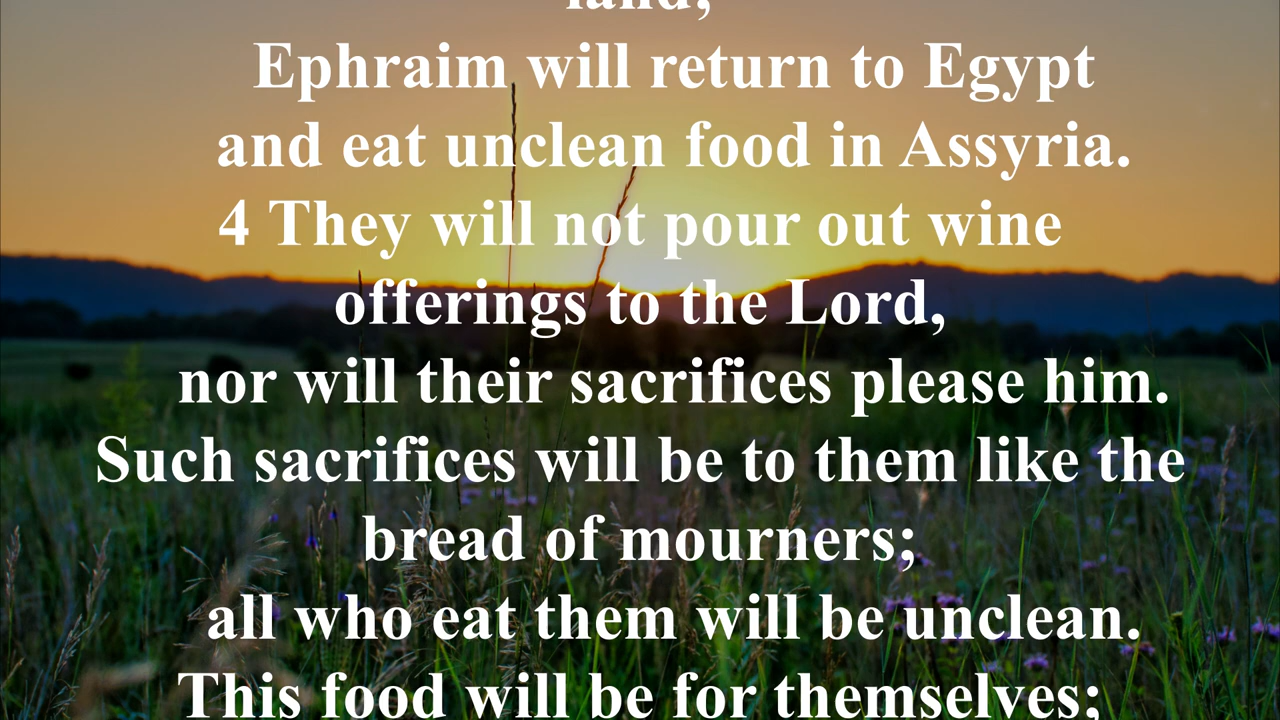 land;
Ephraim will return to Egypt
and eat unclean food in Assyria.
4 They will not pour out wine
offerings to the Lord,
nor will their sacrifices please him.
Such sacrifices will be to them like the
bread of mourners;
all who eat them will be unclean.
This food will be for themselves;